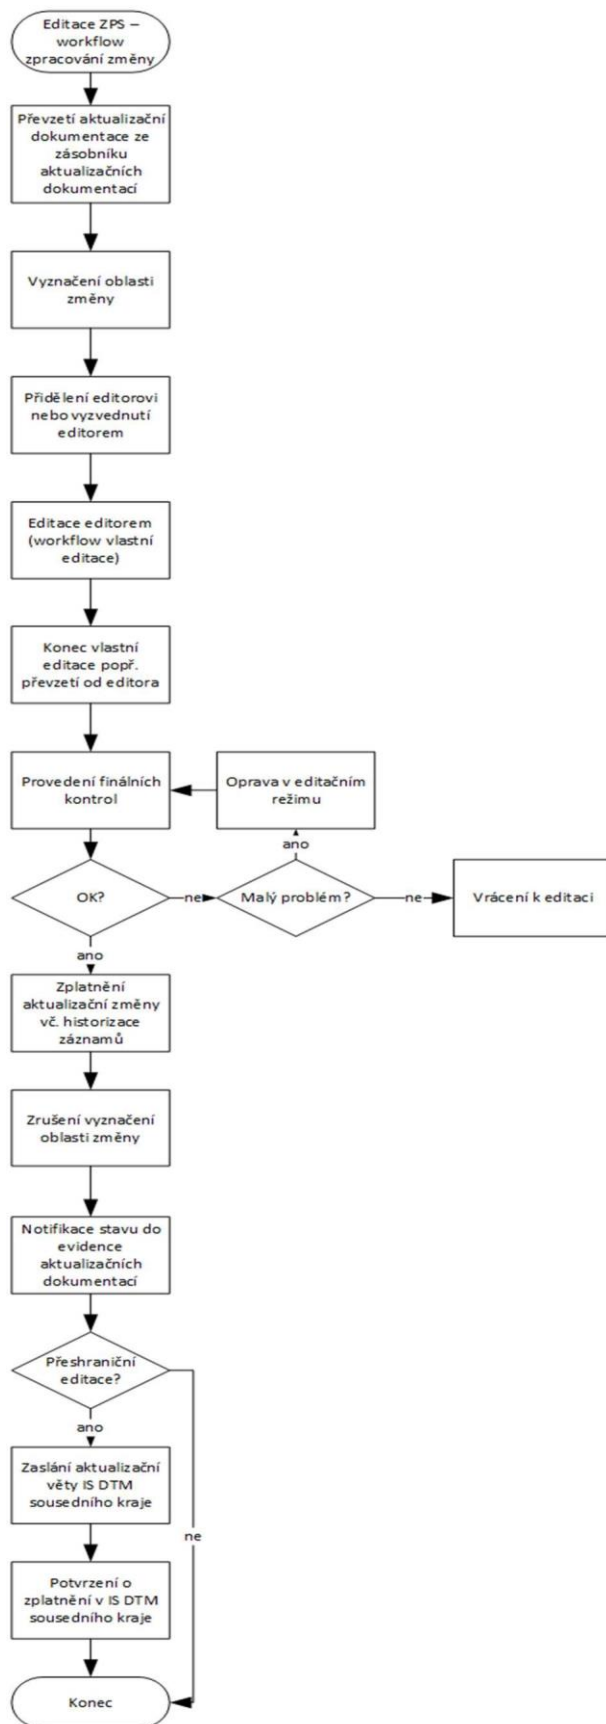 Editace ZPS –
workflow
zpracování změny
Převzetí aktualizační
dokumentace ze
zásobníku
aktualizačních
dokumentací
Vyznačení oblasti
změny
Přidělení editorovi
nebo vyzvednutí
editorem
Editace editorem
(workflow vlastní
editace)
Konec vlastní
editace popř.
převzetí od editora
Provedení finálních
kontrol
Oprava v editačním
režimu
ano
OK?
ne
Malý problém?
ne
Vrácení k editaci
ano
Zplatnění
aktualizační změny
vč. historizace
záznamů
Zrušení vyznačení
oblasti změny
Notifikace stavu do
evidence
aktualizačních
dokumentací
Přeshraniční
editace?
ano
Zaslání aktualizační
věty IS DTM
sousedního kraje
ne
Potvrzení o
zplatnění v IS DTM
sousedního kraje
Konec